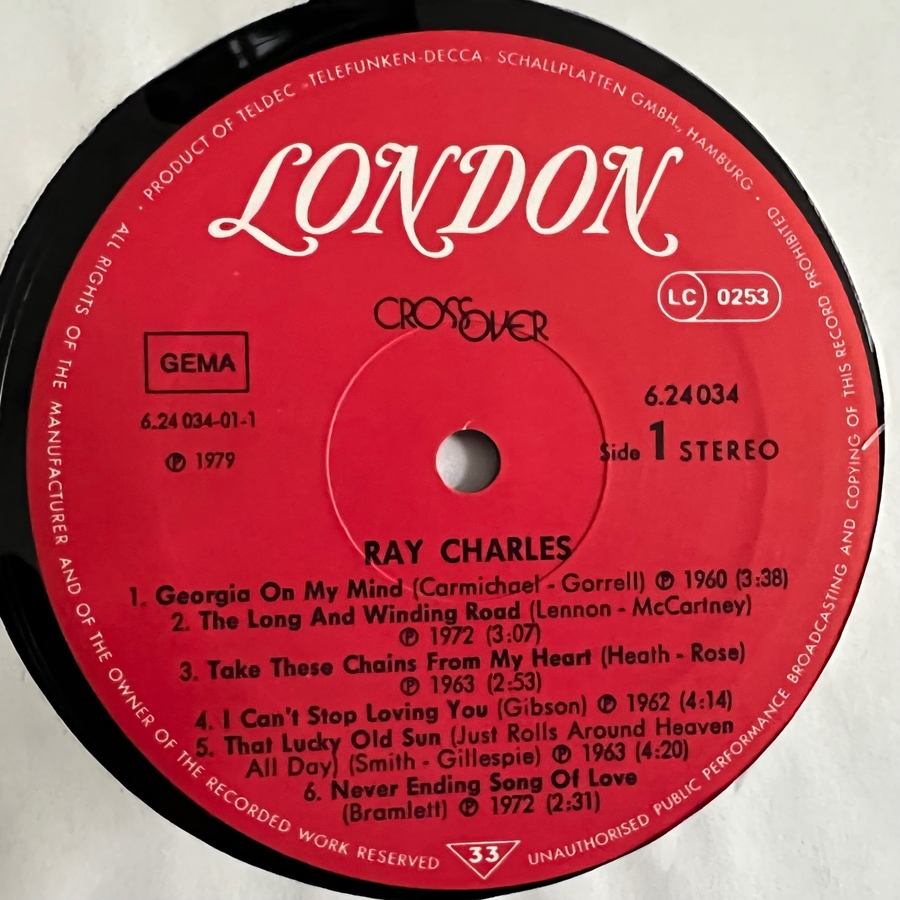 PRODUCT OF TELDEC »TELEFUNKEN-DECCA« SCHALLPLATTEN GMBH., HAMBURG ·
ALL RIGHTS OF THE MANUFACTURER AND OF THE OWNER OF THE RECORDED WORK RESERVED
UNAUTHORISED PUBLIC PERFORMANCE BROADCASTING AND COPYING OF THIS RECORD PROHIBITED
LONDON
CROSSOVER
LC 0253
GEMA
6.24 034-01-1
℗ 1979
6.24034
Side 1 STEREO
RAY CHARLES
1. Georgia On My Mind (Carmichael - Gorrell) ℗ 1960 (3:38)
2. The Long And Winding Road (Lennon - McCartney)
℗ 1972 (3:07)
3. Take These Chains From My Heart (Heath - Rose)
℗ 1963 (2:53)
4. I Can't Stop Loving You (Gibson) ℗ 1962 (4:14)
5. That Lucky Old Sun (Just Rolls Around Heaven
All Day) (Smith - Gillespie) ℗ 1963 (4:20)
6. Never Ending Song Of Love
(Bramlett) ℗ 1972 (2:31)
33